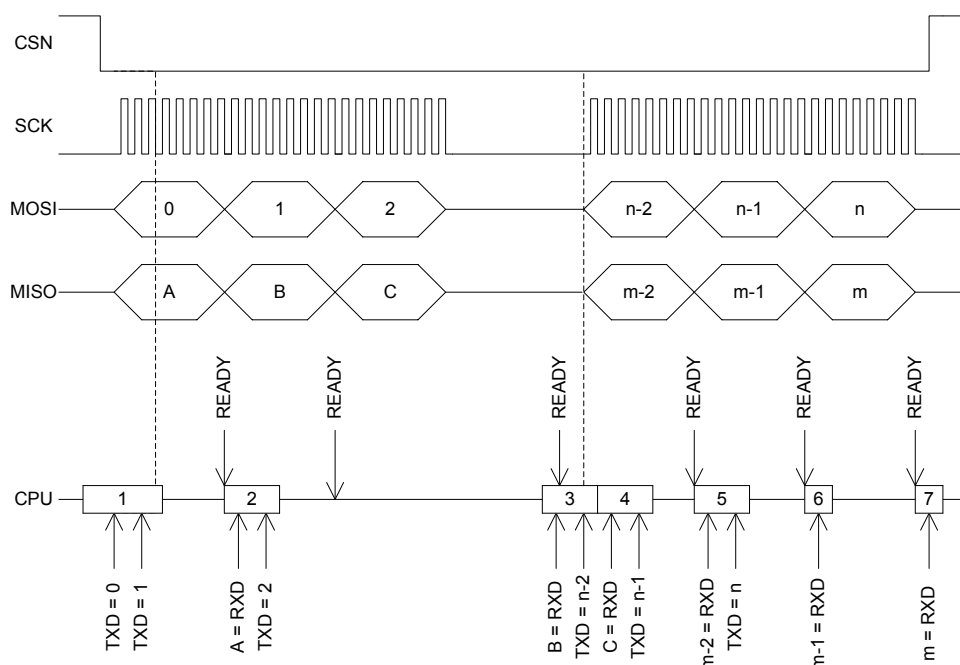 CSN
SCK
MOSI
0
1
2
n-2
n-1
n
MISO
A
B
C
m-2
m-1
m
READY
READY
READY
READY
READY
READY
CPU
1
2
3
4
5
6
7
TXD = 0
TXD = 1
A = RXD
TXD = 2
B = RXD
TXD = n-2
C = RXD
TXD = n-1
m-2 = RXD
TXD = n
m-1 = RXD
m = RXD